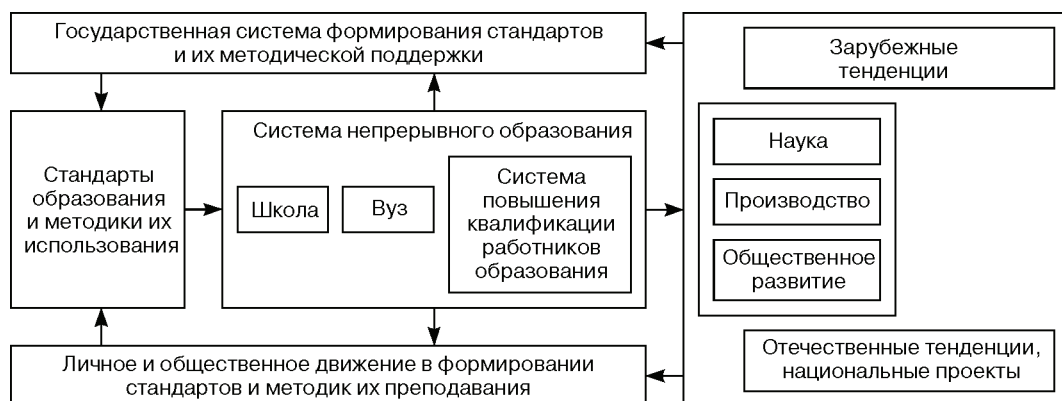 Государственная система формирования стандартов
и их методической поддержки
Зарубежные
тенденции
Стандарты
образования
и методики их
использования
Система непрерывного образования
Школа
Вуз
Система
повышения
квалификации
работников
образования
Наука
Производство
Общественное
развитие
Личное и общественное движение в формировании
стандартов и методик их преподавания
Отечественные тенденции,
национальные проекты